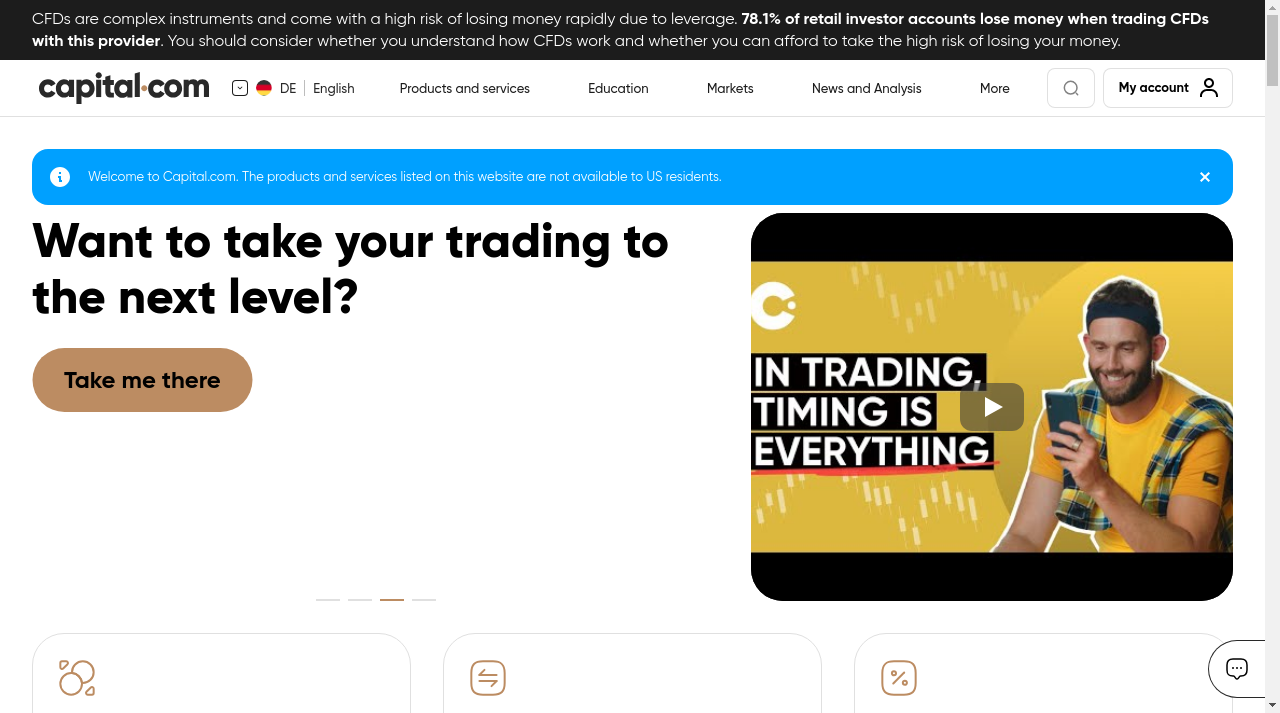 CFDs are complex instruments and come with a high risk of losing money rapidly due to leverage. 78.1% of retail investor accounts lose money when trading CFDs
with this provider. You should consider whether you understand how CFDs work and whether you can afford to take the high risk of losing your money.
capital.com
DE English
Products and services
Education
Markets
News and Analysis
More
My account
Welcome to Capital.com. The products and services listed on this website are not available to US residents.
Want to take your trading to
the next level?
Take me there
IN TRADING,
TIMING IS
EVERYTHING